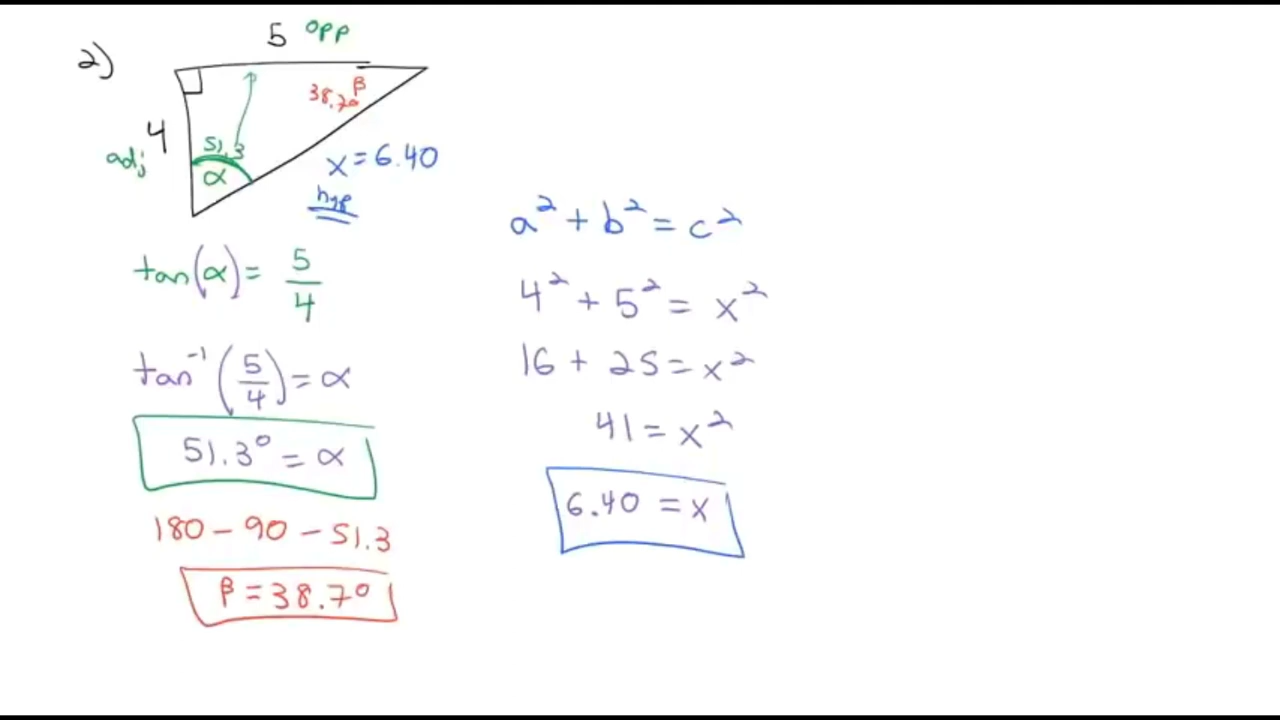 2)
5 opp
38.7° β
4
adj
51.3
α
x = 6.40
hyp
tan(α) = 5/4
tan⁻¹(5/4) = α
51.3° = α
180 - 90 - 51.3
β = 38.7°
a² + b² = c²
4² + 5² = x²
16 + 25 = x²
41 = x²
6.40 = x